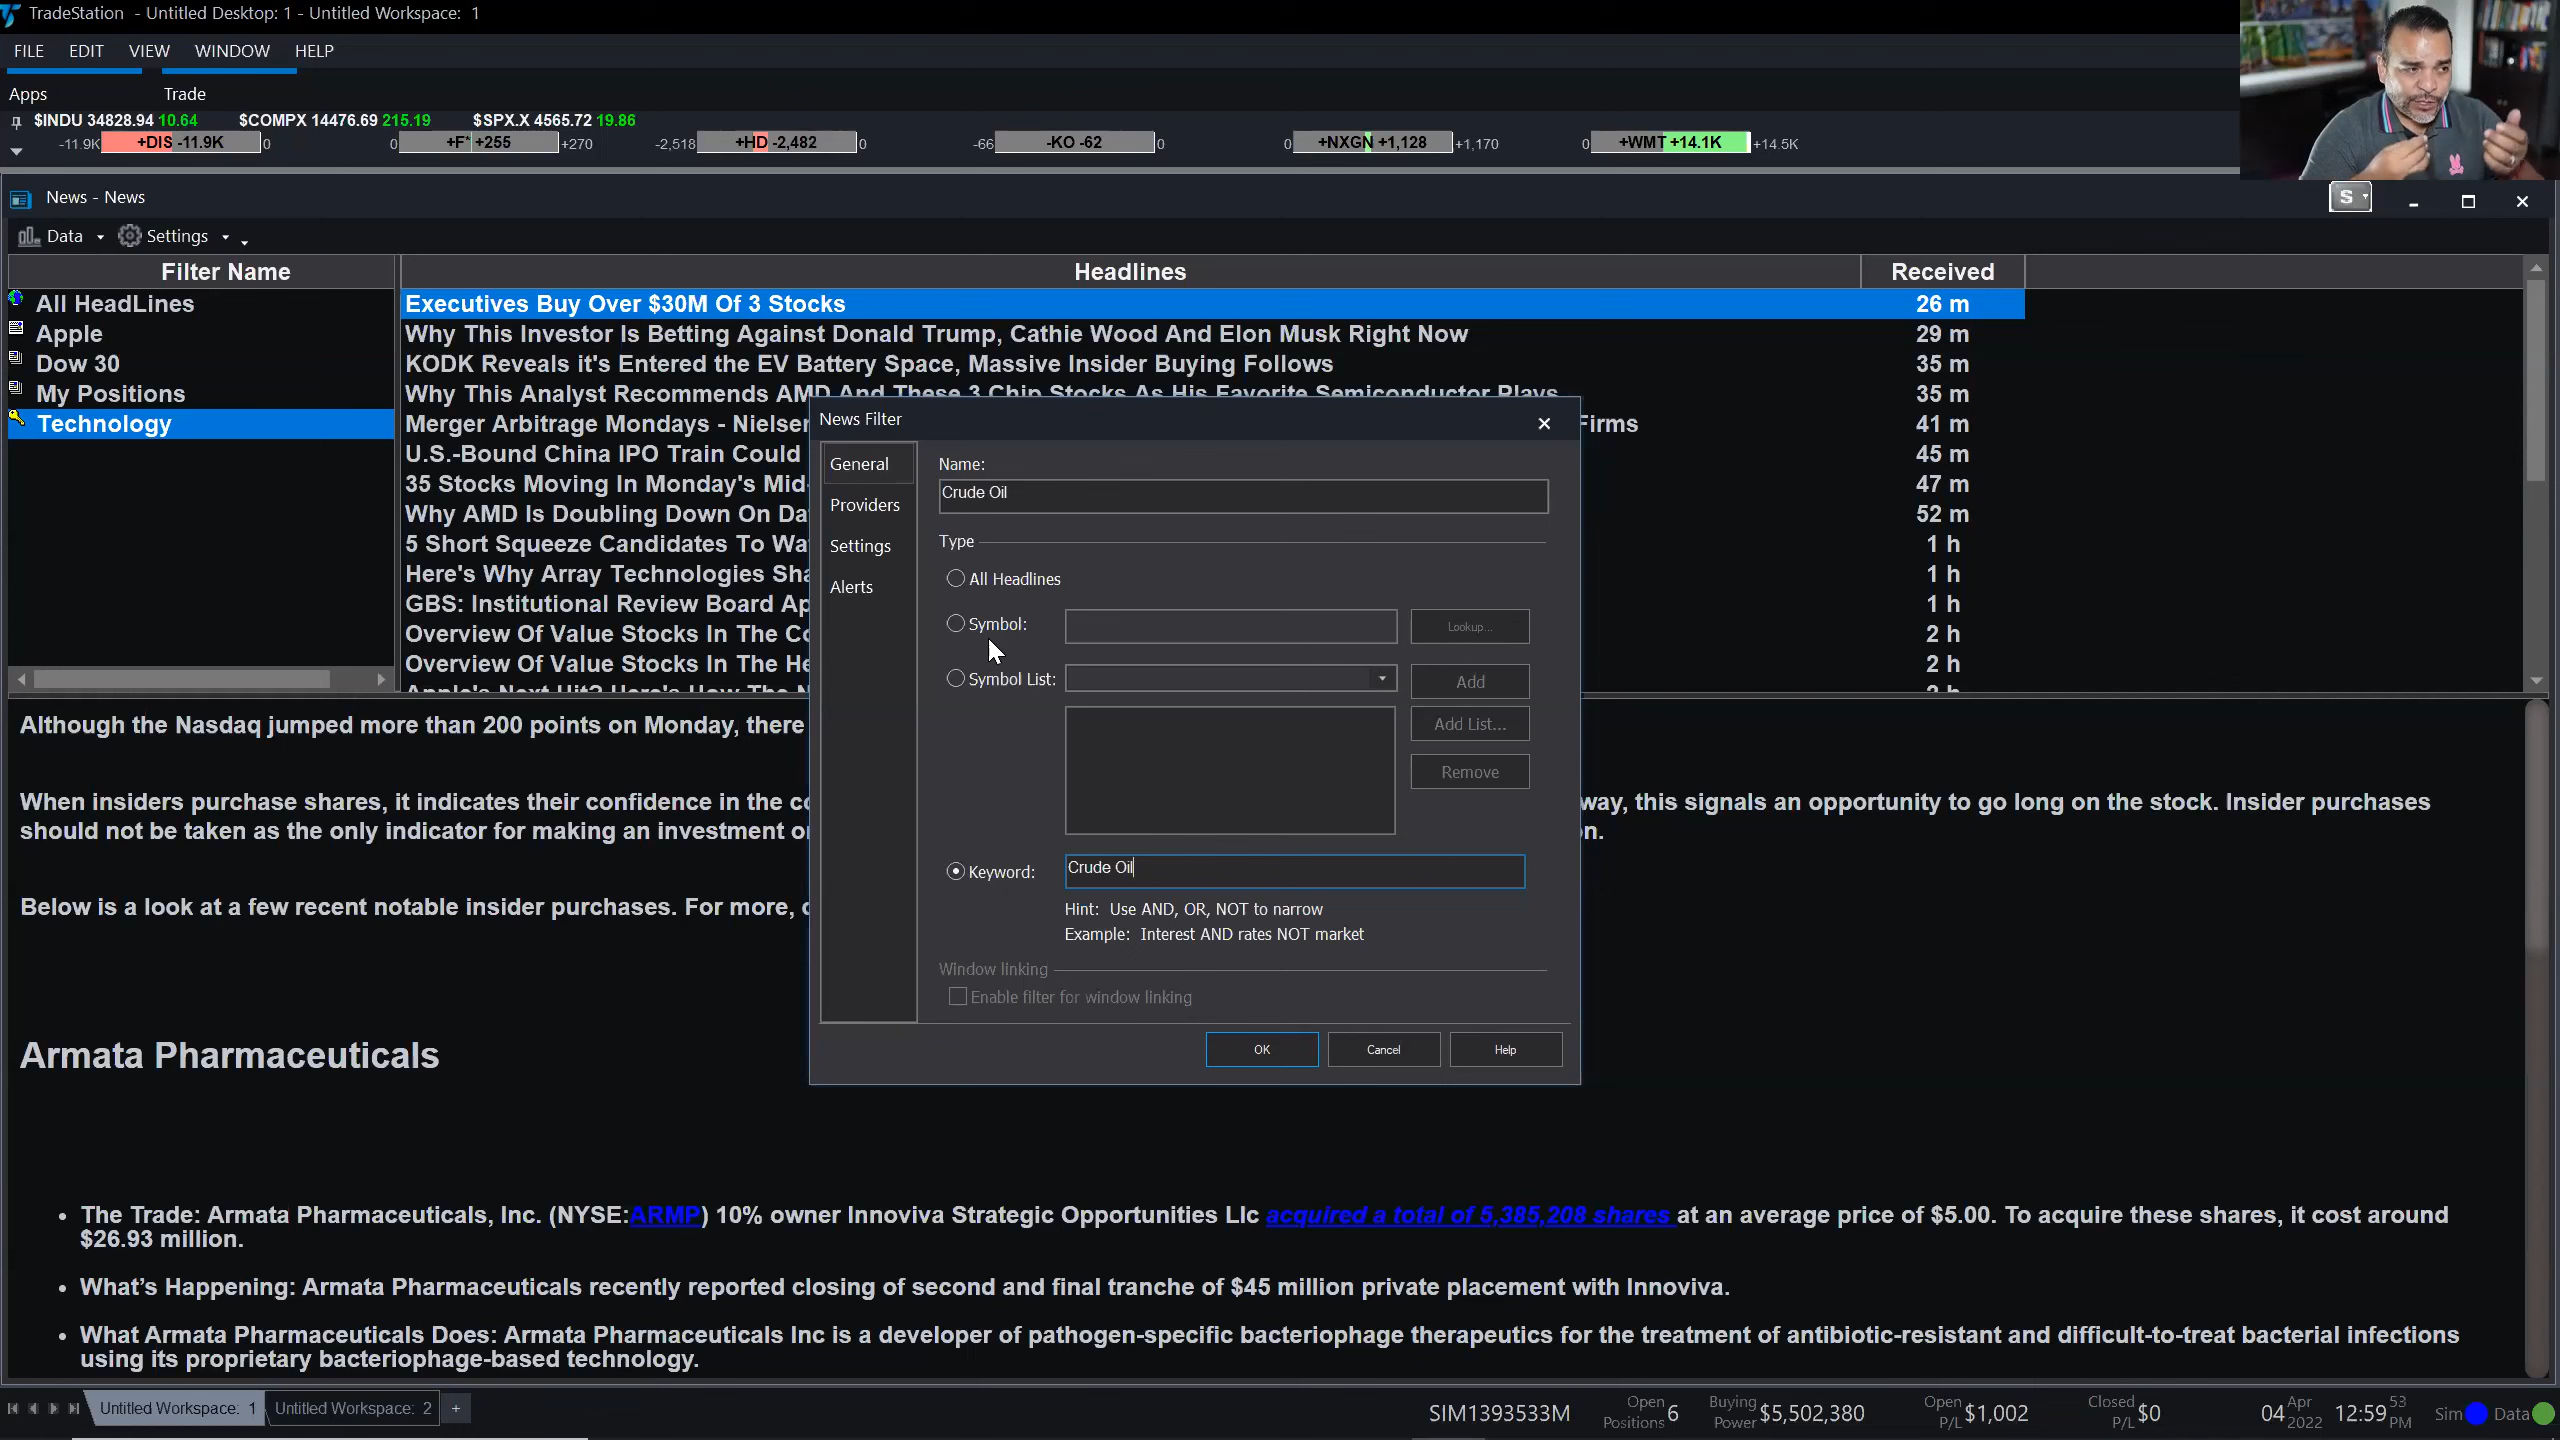 TradeStation - Untitled Desktop: 1 - Untitled Workspace: 1
FILE EDIT VIEW WINDOW HELP
Apps Trade
$INDU 34828.94 10.64 $COMPX 14476.69 215.19 $SPX.X 4565.72 19.86
-11.9K +DIS -11.9K 0 0 +F* +255 +270 -2,518 +HD -2,482 0 -66 -KO -62 0 0 +NXGN +1,128 +1,170 0 +WMT +14.1K +14.5K
News - News
S
Data Settings
Filter Name Headlines Received
All HeadLines
Apple
Dow 30
My Positions
Technology
Executives Buy Over $30M Of 3 Stocks 26 m
Why This Investor Is Betting Against Donald Trump, Cathie Wood And Elon Musk Right Now 29 m
KODK Reveals it's Entered the EV Battery Space, Massive Insider Buying Follows 35 m
Why This Analyst Recommends AMD And These 3 Chip Stocks As His Favorite Semiconductor Plays 35 m
Merger Arbitrage Mondays - Nielsen Firms 41 m
U.S.-Bound China IPO Train Could 45 m
35 Stocks Moving In Monday's Mid- 47 m
Why AMD Is Doubling Down On Da 52 m
5 Short Squeeze Candidates To Wa 1 h
Here's Why Array Technologies Sha 1 h
GBS: Institutional Review Board Ap 1 h
Overview Of Value Stocks In The Co 2 h
Overview Of Value Stocks In The He 2 h
News Filter
General
Providers
Settings
Alerts
Name:
Crude Oil
Type
All Headlines
Symbol: Lookup...
Symbol List: Add
Add List...
Remove
Keyword: Crude Oil
Hint: Use AND, OR, NOT to narrow
Example: Interest AND rates NOT market
Window linking
Enable filter for window linking
OK Cancel Help
Although the Nasdaq jumped more than 200 points on Monday, there
When insiders purchase shares, it indicates their confidence in the co way, this signals an opportunity to go long on the stock. Insider purchases
should not be taken as the only indicator for making an investment o n.
Below is a look at a few recent notable insider purchases. For more, c
Armata Pharmaceuticals
• The Trade: Armata Pharmaceuticals, Inc. (NYSE:ARMP) 10% owner Innoviva Strategic Opportunities Llc acquired a total of 5,385,208 shares at an average price of $5.00. To acquire these shares, it cost around
$26.93 million.
• What's Happening: Armata Pharmaceuticals recently reported closing of second and final tranche of $45 million private placement with Innoviva.
• What Armata Pharmaceuticals Does: Armata Pharmaceuticals Inc is a developer of pathogen-specific bacteriophage therapeutics for the treatment of antibiotic-resistant and difficult-to-treat bacterial infections
using its proprietary bacteriophage-based technology.
Untitled Workspace: 1 Untitled Workspace: 2 +
SIM1393533M Open Positions 6 Buying Power $5,502,380 Open P/L $1,002 Closed P/L $0 04 Apr 2022 12:59 53 PM Sim Data